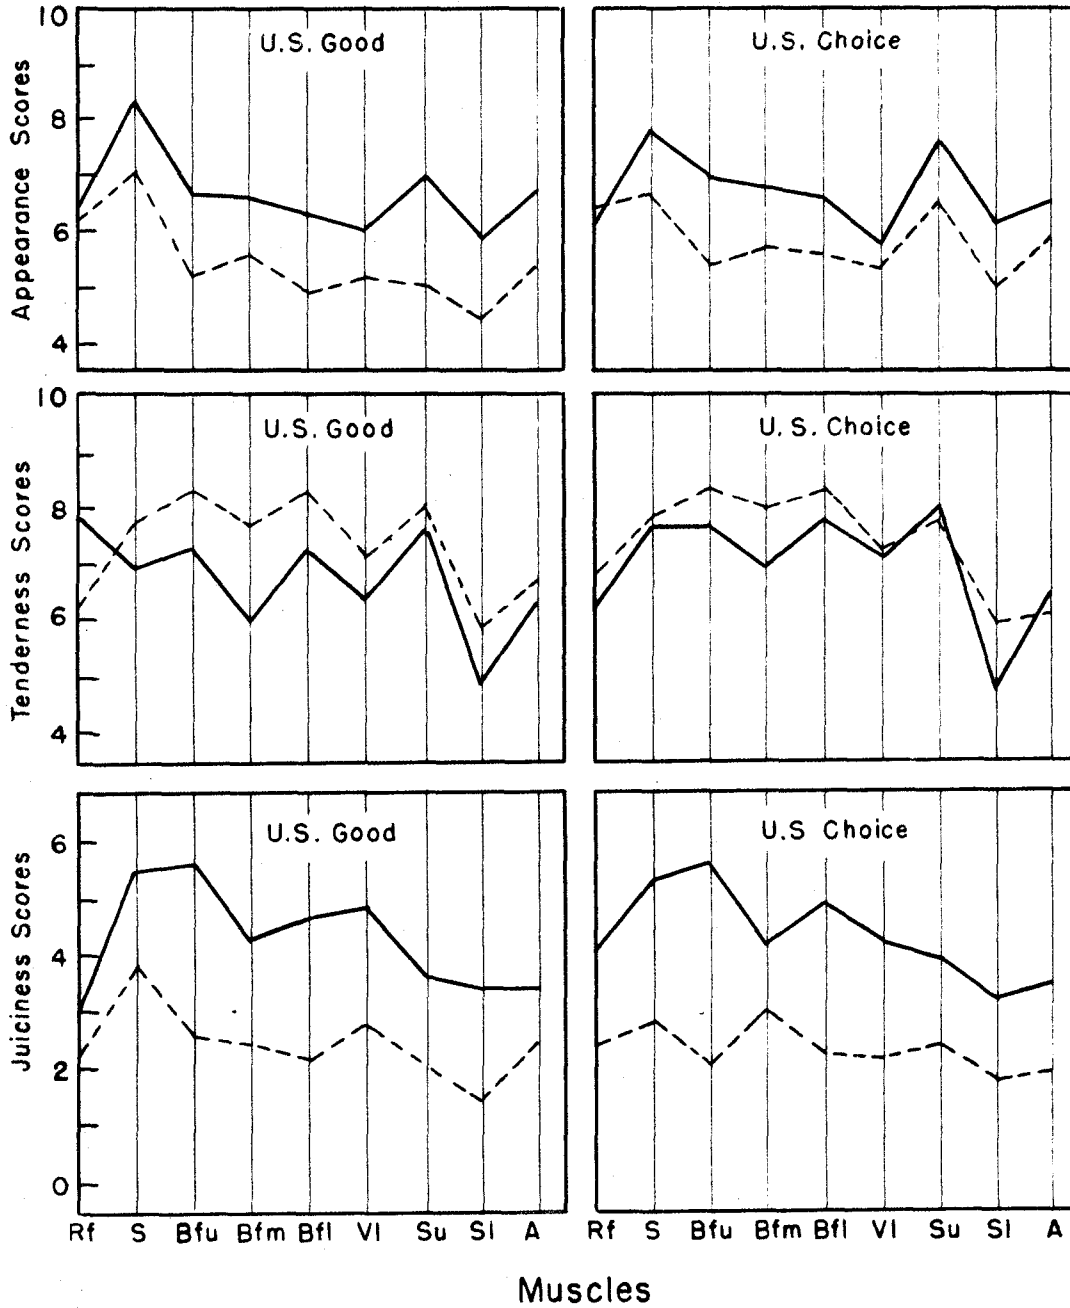 U.S. Good
U.S. Choice
Appearance Scores
10
8
6
4
U.S. Good
U.S. Choice
Tenderness Scores
10
8
6
4
U.S. Good
U.S Choice
Juiciness Scores
6
4
2
0
Rf S Bfu Bfm Bfl Vl Su Sl A
Rf S Bfu Bfm Bfl Vl Su Sl A
Muscles